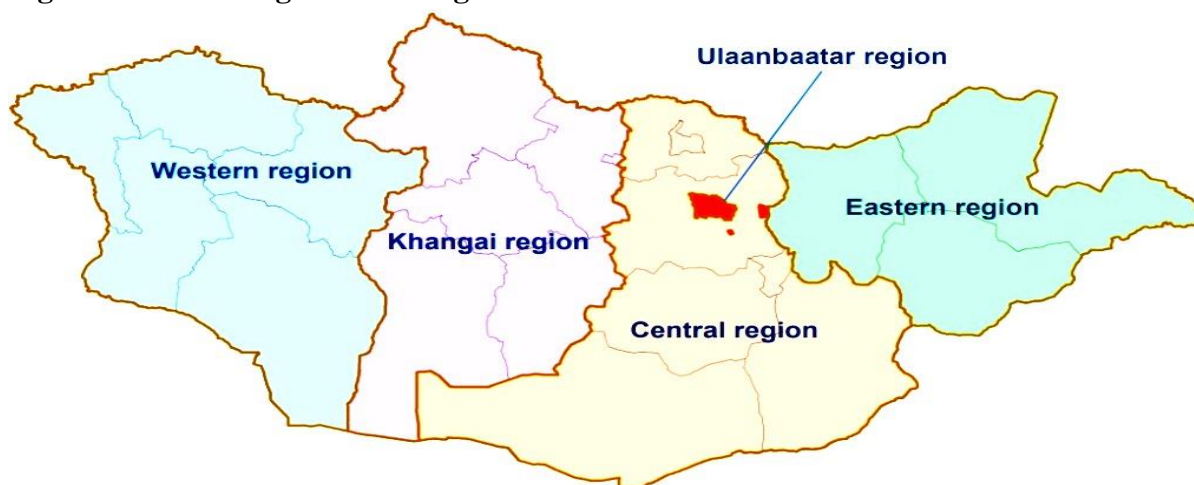 Ulaanbaatar region
Western region
Eastern region
Khangai region
Central region